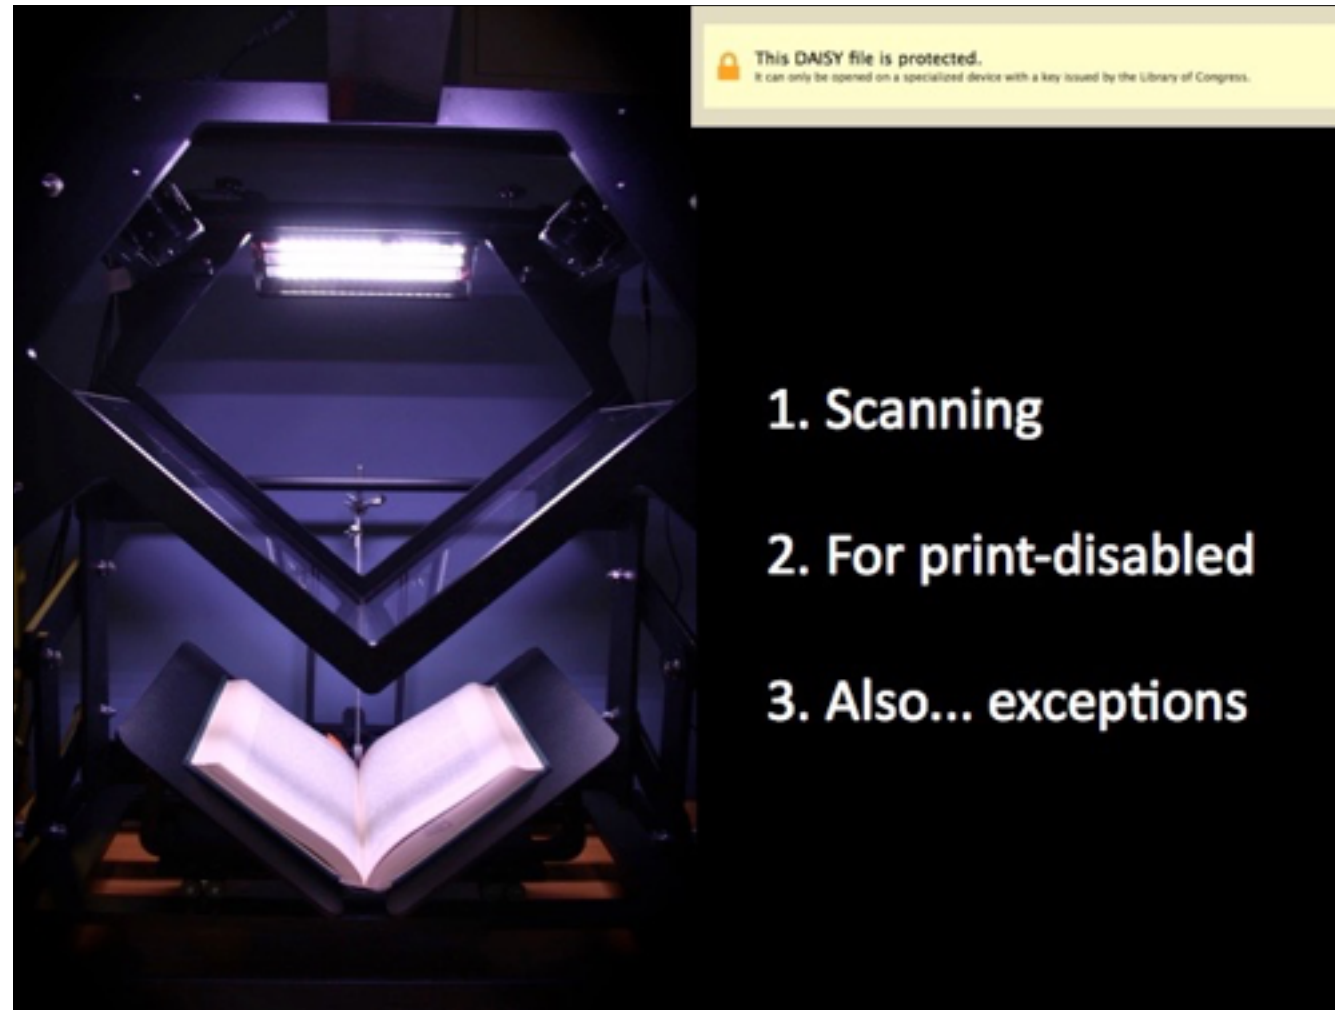 This DAISY file is protected.
It can only be opened on a specialized device with a key issued by the Library of Congress.
1. Scanning
2. For print-disabled
3. Also... exceptions